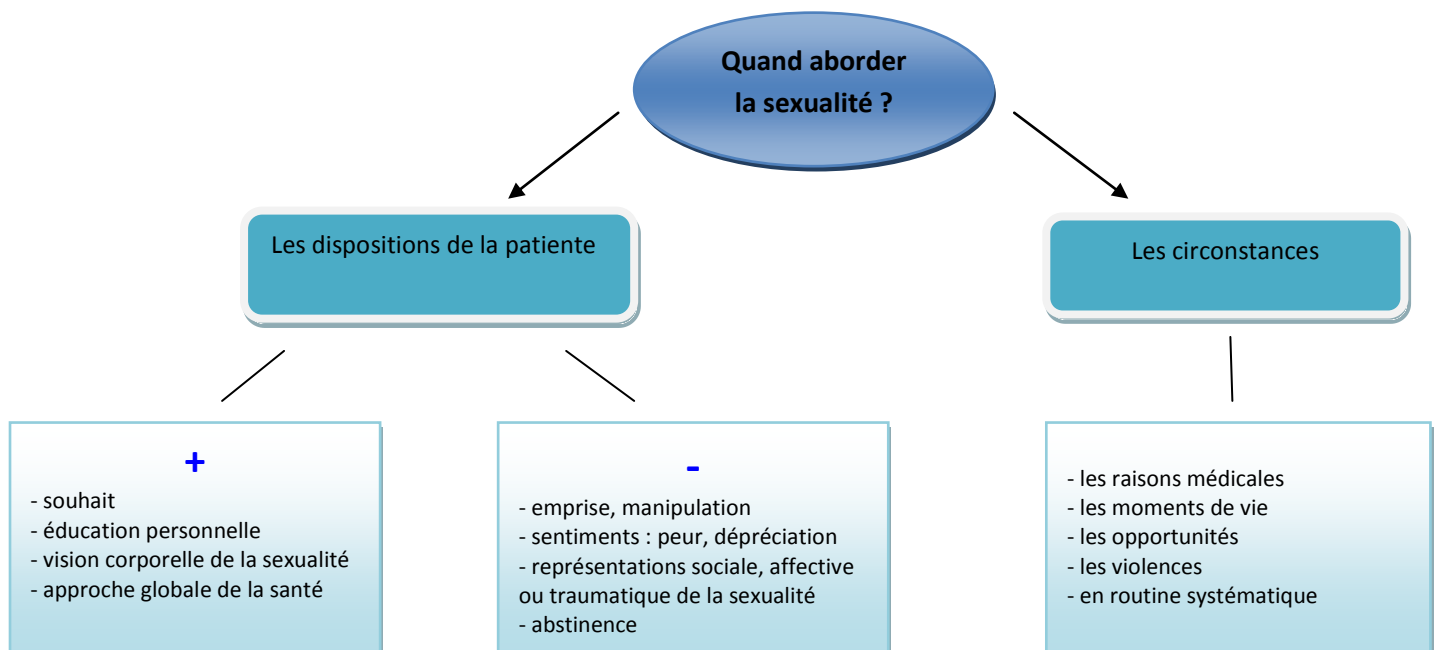 Quand aborder
la sexualité ?
Les dispositions de la patiente
Les circonstances
+
- souhait
- éducation personnelle
- vision corporelle de la sexualité
- approche globale de la santé
-
- emprise, manipulation
- sentiments : peur, dépréciation
- représentations sociale, affective
ou traumatique de la sexualité
- abstinence
- les raisons médicales
- les moments de vie
- les opportunités
- les violences
- en routine systématique